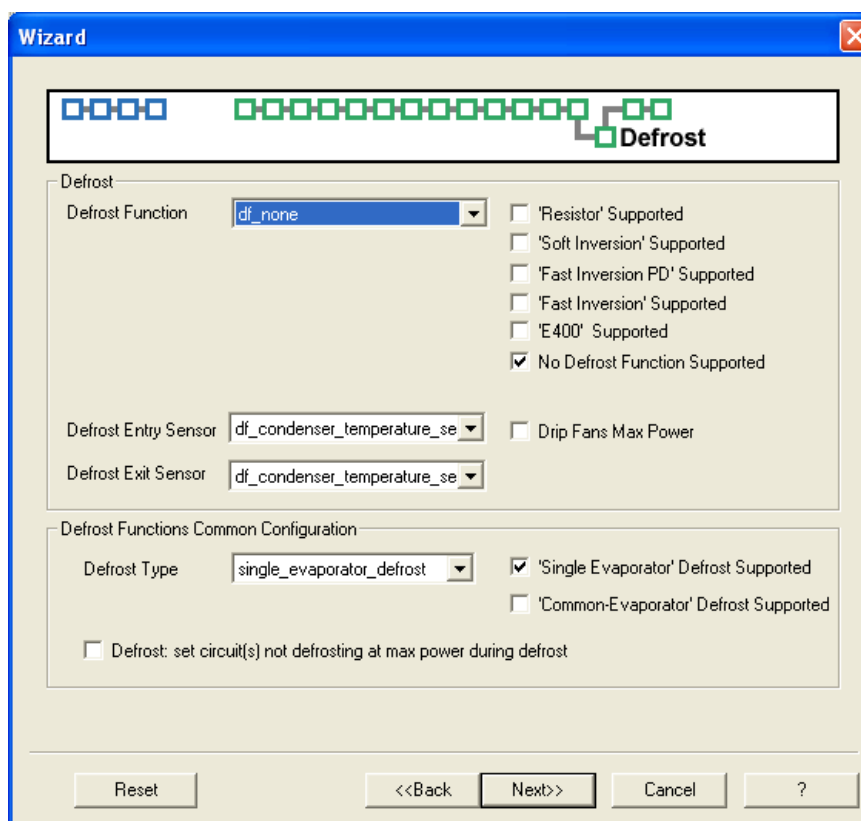 Wizard
Defrost
Defrost
Defrost Function
df_none
'Resistor' Supported
'Soft Inversion' Supported
'Fast Inversion PD' Supported
'Fast Inversion' Supported
'E400' Supported
No Defrost Function Supported
Defrost Entry Sensor
df_condenser_temperature_se
Drip Fans Max Power
Defrost Exit Sensor
df_condenser_temperature_se
Defrost Functions Common Configuration
Defrost Type
single_evaporator_defrost
'Single Evaporator' Defrost Supported
'Common-Evaporator' Defrost Supported
Defrost: set circuit(s) not defrosting at max power during defrost
Reset
<<Back
Next>>
Cancel
?